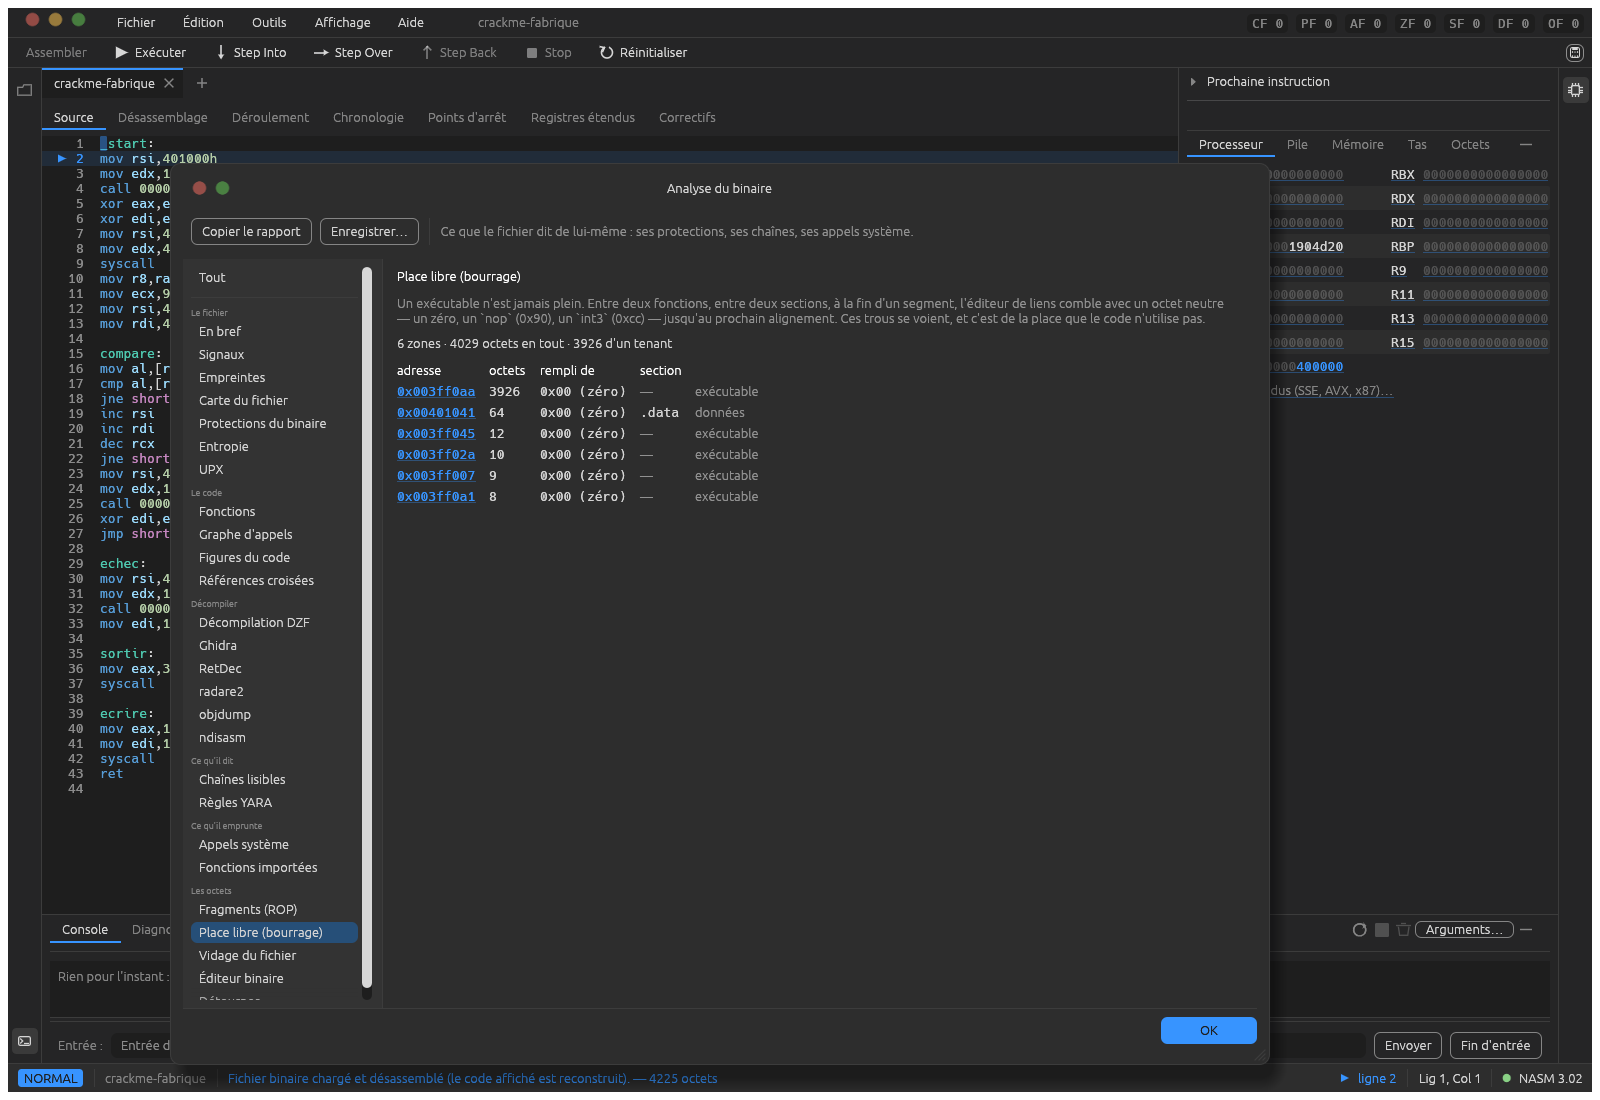 Fichier Édition Outils Affichage Aide crackme-fabrique CF 0 PF 0 AF 0 ZF 0 SF 0 DF 0 OF 0
Assembler Exécuter Step Into Step Over Step Back Stop Réinitialiser
crackme-fabrique
Prochaine instruction
Source Désassemblage Déroulement Chronologie Points d'arrêt Registres étendus Correctifs
Processeur Pile Mémoire Tas Octets
1 _start:
2 mov rsi,401000h
3 mov edx,1
4 call 0000
5 xor eax,e
6 xor edi,e
7 mov rsi,4
8 mov edx,4
9 syscall
10 mov r8,ra
11 mov ecx,9
12 mov rsi,4
13 mov rdi,4
14
15 compare:
16 mov al,[r
17 cmp al,[r
18 jne short
19 inc rsi
20 inc rdi
21 dec rcx
22 jne short
23 mov rsi,4
24 mov edx,1
25 call 0000
26 xor edi,e
27 jmp short
28
29 echec:
30 mov rsi,4
31 mov edx,1
32 call 0000
33 mov edi,1
34
35 sortir:
36 mov eax,3
37 syscall
38
39 ecrire:
40 mov eax,1
41 mov edi,1
42 syscall
43 ret
44
Analyse du binaire
Copier le rapport Enregistrer... Ce que le fichier dit de lui-même : ses protections, ses chaînes, ses appels système.
Tout
Le fichier
En bref
Signaux
Empreintes
Carte du fichier
Protections du binaire
Entropie
UPX
Le code
Fonctions
Graphe d'appels
Figures du code
Références croisées
Décompiler
Décompilation DZF
Ghidra
RetDec
radare2
objdump
ndisasm
Ce qu'il dit
Chaînes lisibles
Règles YARA
Ce qu'il emprunte
Appels système
Fonctions importées
Les octets
Fragments (ROP)
Place libre (bourrage)
Vidage du fichier
Éditeur binaire
Place libre (bourrage)
Un exécutable n'est jamais plein. Entre deux fonctions, entre deux sections, à la fin d'un segment, l'éditeur de liens comble avec un octet neutre
— un zéro, un `nop` (0x90), un `int3` (0xcc) — jusqu'au prochain alignement. Ces trous se voient, et c'est de la place que le code n'utilise pas.
6 zones · 4029 octets en tout · 3926 d'un tenant
adresse octets rempli de section
0x003ff0aa 3926 0x00 (zéro) — exécutable
0x00401041 64 0x00 (zéro) .data données
0x003ff045 12 0x00 (zéro) — exécutable
0x003ff02a 10 0x00 (zéro) — exécutable
0x003ff007 9 0x00 (zéro) — exécutable
0x003ff0a1 8 0x00 (zéro) — exécutable
OK
0000000000 RBX 0000000000000000
0000000000 RDX 0000000000000000
0000000000 RDI 0000000000000000
0001904d20 RBP 0000000000000000
0000000000 R9 0000000000000000
0000000000 R11 0000000000000000
0000000000 R13 0000000000000000
0000000000 R15 0000000000000000
0000400000
dus (SSE, AVX, x87)...
Console Diagno
Arguments...
Rien pour l'instant :
Entrée : Entrée d
Envoyer Fin d'entrée
NORMAL crackme-fabrique Fichier binaire chargé et désassemblé (le code affiché est reconstruit). — 4225 octets ligne 2 Lig 1, Col 1 NASM 3.02